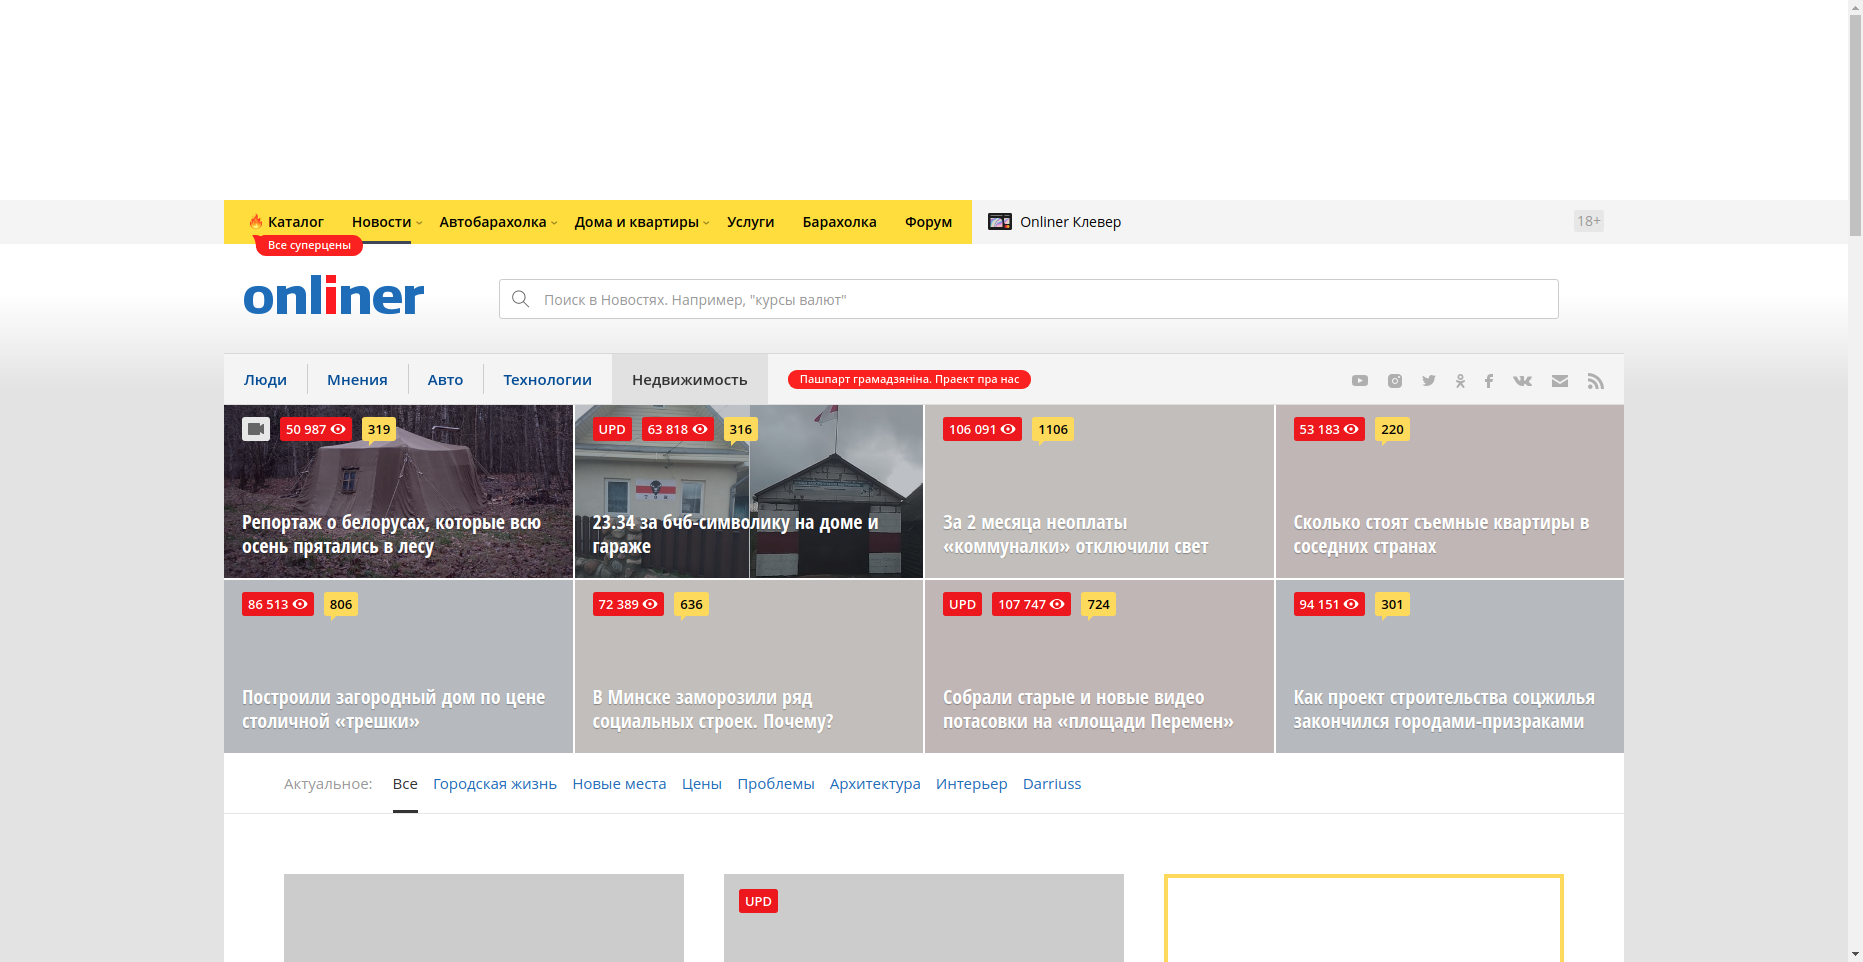 Каталог Новости Автобарахолка Дома и квартиры Услуги Барахолка Форум Onliner Клевер 18+
Все суперцены
onliner
Поиск в Новостях. Например, "курсы валют"
Люди Мнения Авто Технологии Недвижимость Пашпарт грамадзяніна. Праект пра нас
50 987 319
Репортаж о белорусах, которые всю
осень прятались в лесу
UPD 63 818 316
23.34 за бчб-символику на доме и
гараже
106 091 1106
За 2 месяца неоплаты
«коммуналки» отключили свет
53 183 220
Сколько стоят съемные квартиры в
соседних странах
86 513 806
Построили загородный дом по цене
столичной «трешки»
72 389 636
В Минске заморозили ряд
социальных строек. Почему?
UPD 107 747 724
Собрали старые и новые видео
потасовки на «площади Перемен»
94 151 301
Как проект строительства соцжилья
закончился городами-призраками
Актуальное: Все Городская жизнь Новые места Цены Проблемы Архитектура Интерьер Darriuss
UPD